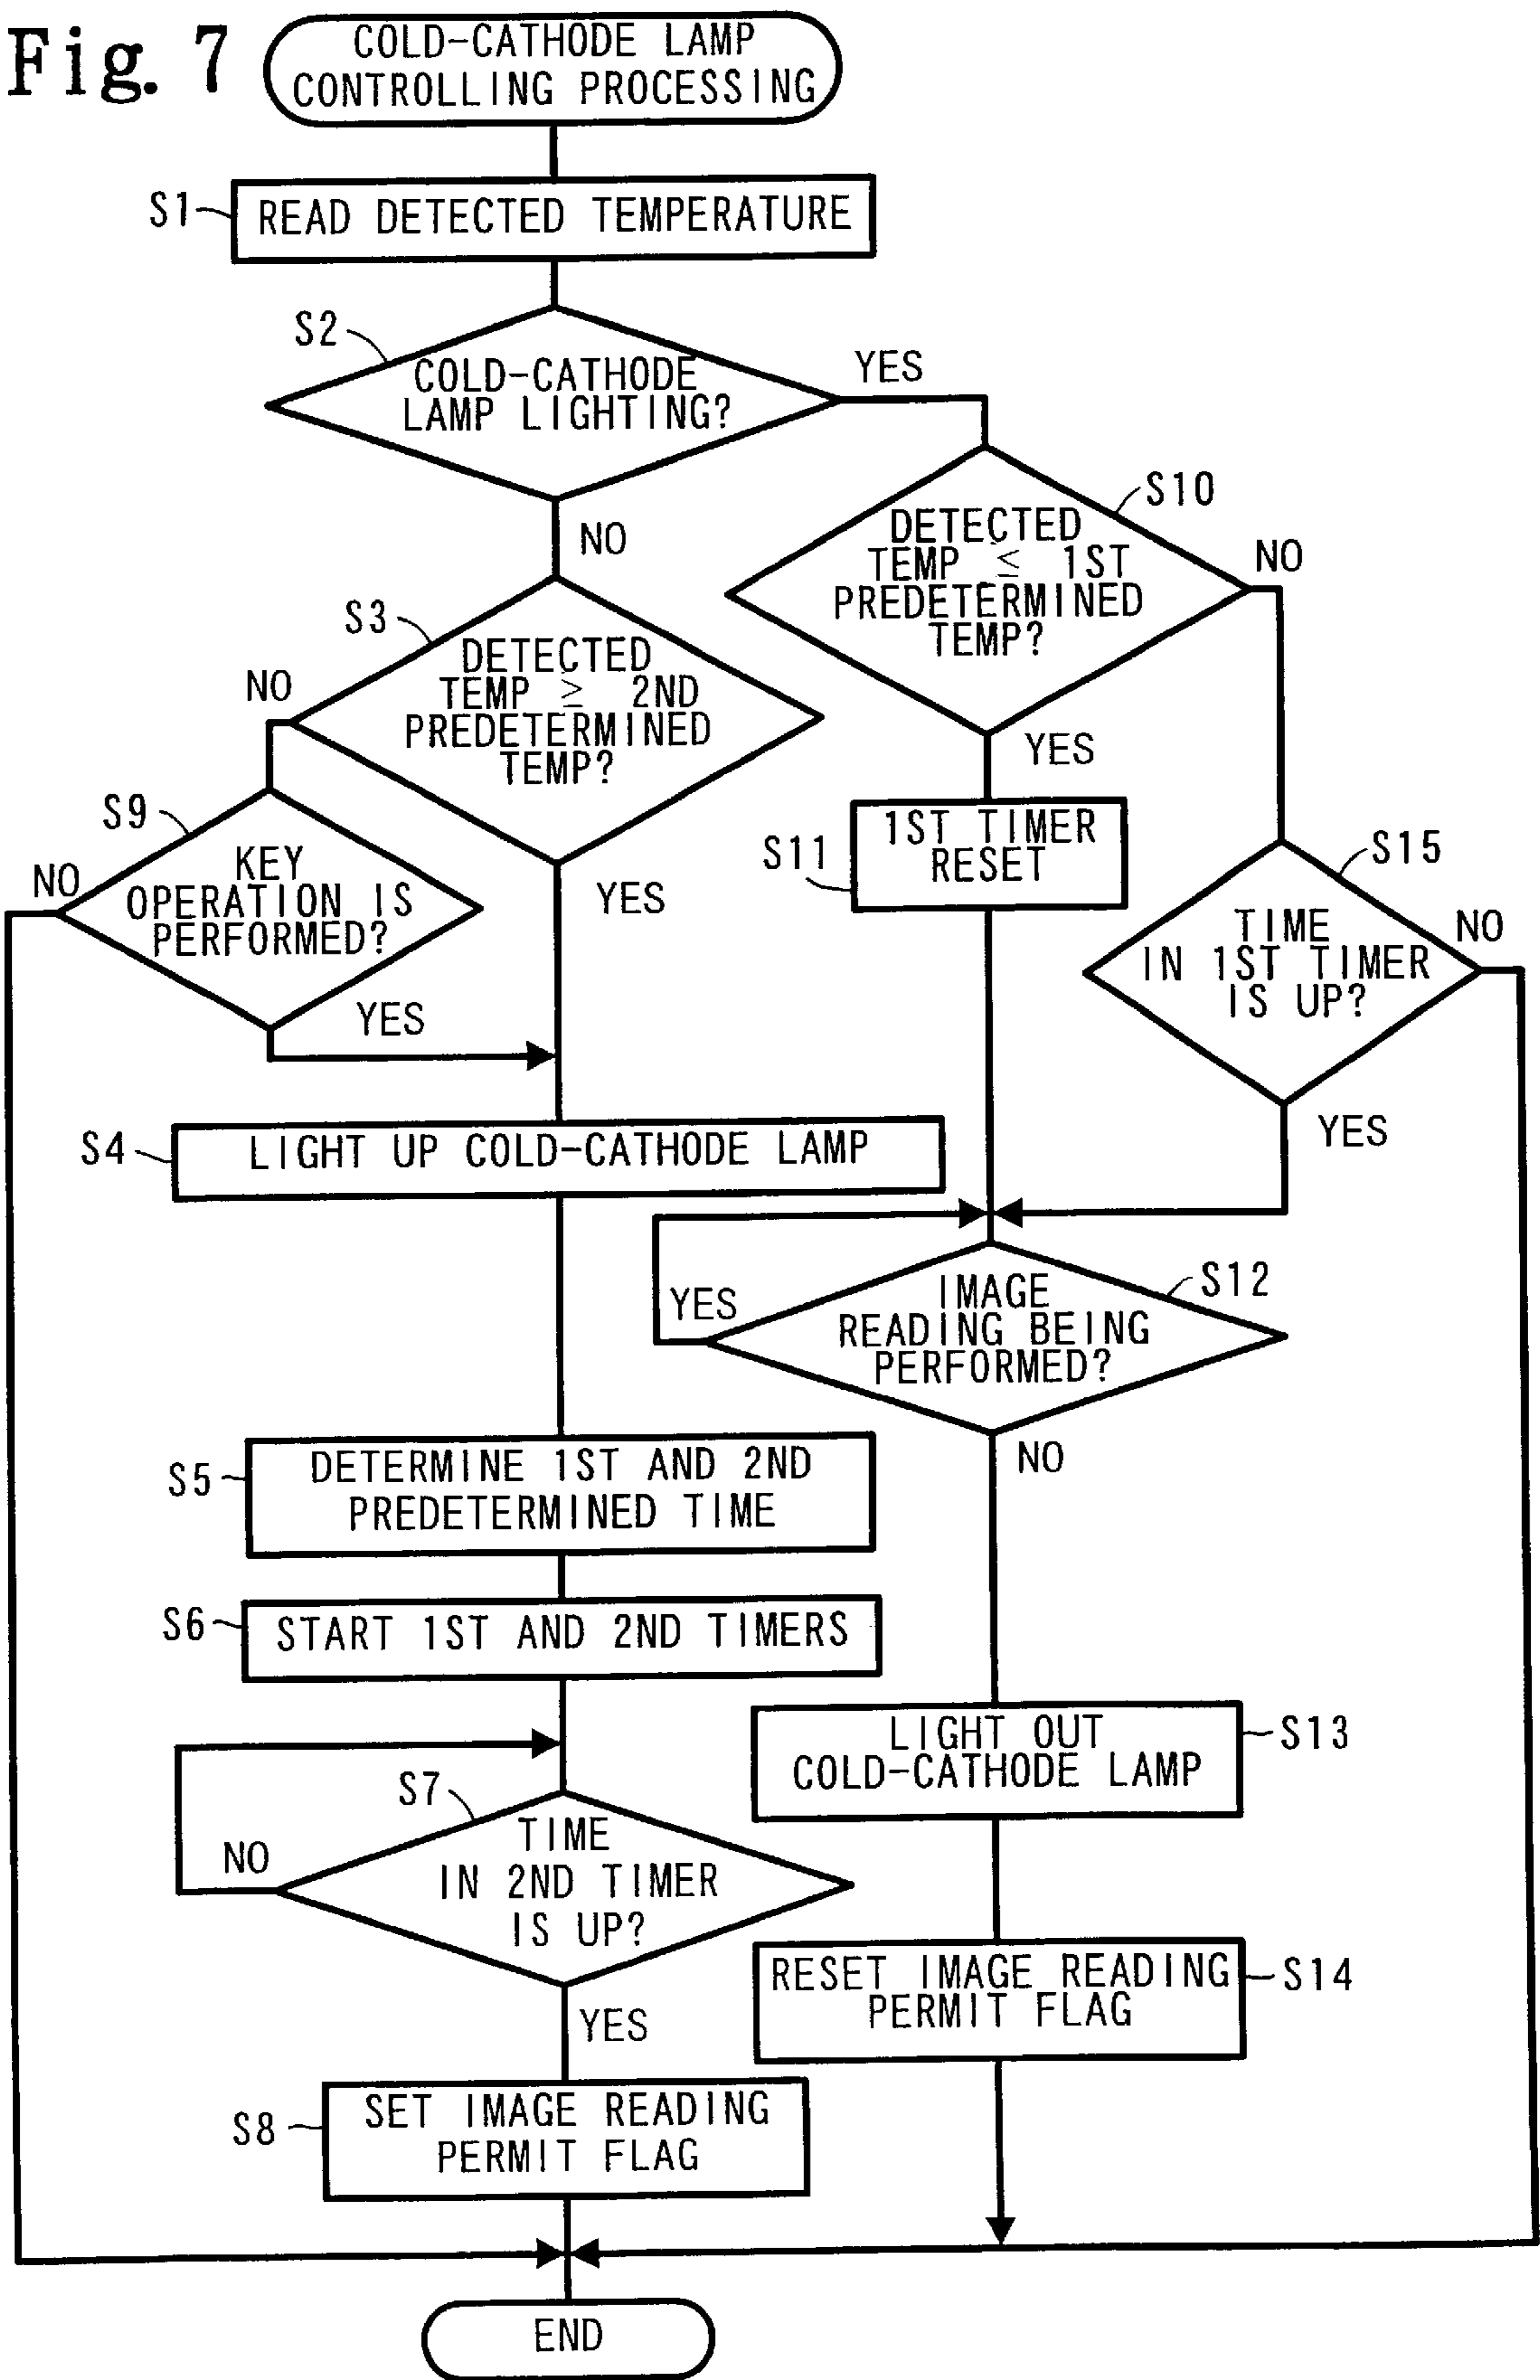 Fig. 7
COLD-CATHODE LAMP
CONTROLLING PROCESSING
S1
READ DETECTED TEMPERATURE
S2
COLD-CATHODE
LAMP LIGHTING?
YES
NO
S10
DETECTED
TEMP ≤ 1ST
PREDETERMINED
TEMP?
NO
YES
S3
DETECTED
TEMP ≥ 2ND
PREDETERMINED
TEMP?
NO
YES
S9
KEY
OPERATION IS
PERFORMED?
NO
YES
S11
1ST TIMER
RESET
S15
TIME
IN 1ST TIMER
IS UP?
NO
YES
S4
LIGHT UP COLD-CATHODE LAMP
S12
IMAGE
READING BEING
PERFORMED?
YES
NO
S5
DETERMINE 1ST AND 2ND
PREDETERMINED TIME
S6
START 1ST AND 2ND TIMERS
S13
LIGHT OUT
COLD-CATHODE LAMP
S7
TIME
IN 2ND TIMER
IS UP?
NO
YES
S14
RESET IMAGE READING
PERMIT FLAG
S8
SET IMAGE READING
PERMIT FLAG
END